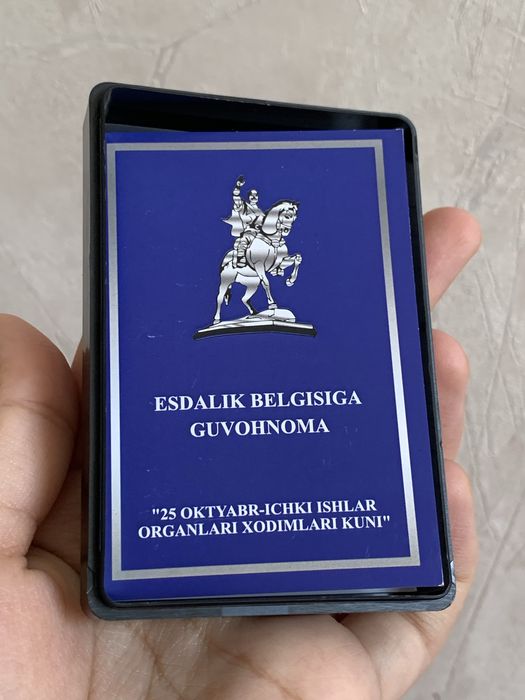 ESDALIK BELGISIGA
GUVOHNOMA
"25 OKTYABR-ICHKI ISHLAR
ORGANLARI XODIMLARI KUNI"